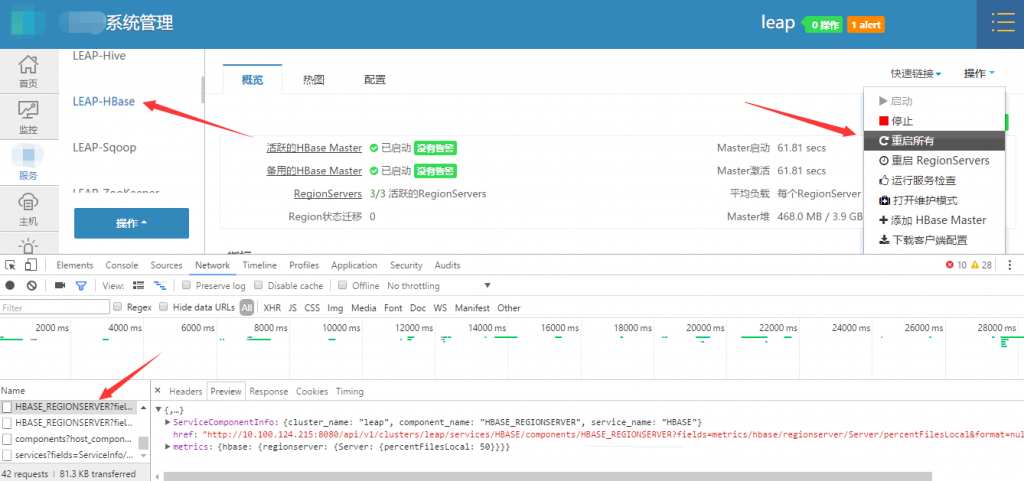 系统管理
leap 0 操作 1 alert
首页
监控
服务
主机
LEAP-Hive
LEAP-HBase
LEAP-Sqoop
LEAP-ZooKeeper
操作
概览 热图 配置
快速链接 操作
启动
停止
重启所有
重启 RegionServers
运行服务检查
打开维护模式
添加 HBase Master
下载客户端配置
活跃的HBase Master 已启动 没有告警 Master启动 61.81 secs
备用的HBase Master 已启动 没有告警 Master激活 61.81 secs
RegionServers 3/3 活跃的RegionServers 平均负载 每个RegionServer
Region状态迁移 0 Master堆 468.0 MB / 3.9 GB
指标
Elements Console Sources Network Timeline Profiles Application Security Audits 10 28
View: Preserve log Disable cache Offline No throttling
Filter Regex Hide data URLs All XHR JS CSS Img Media Font Doc WS Manifest Other
2000 ms 4000 ms 6000 ms 8000 ms 10000 ms 12000 ms 14000 ms 16000 ms 18000 ms 20000 ms 22000 ms 24000 ms 26000 ms 28000 ms
Name × Headers Preview Response Cookies Timing
HBASE_REGIONSERVER?fiel...
HBASE_REGIONSERVER?fiel...
components?host_compon...
services?fields=ServiceInfo/...
42 requests | 81.3 KB transferred
{,…}
ServiceComponentInfo: {cluster_name: "leap", component_name: "HBASE_REGIONSERVER", service_name: "HBASE"}
href: "http://10.100.124.215:8080/api/v1/clusters/leap/services/HBASE/components/HBASE_REGIONSERVER?fields=metrics/hbase/regionserver/Server/percentFilesLocal&format=nul
metrics: {hbase: {regionserver: {Server: {percentFilesLocal: 50}}}}